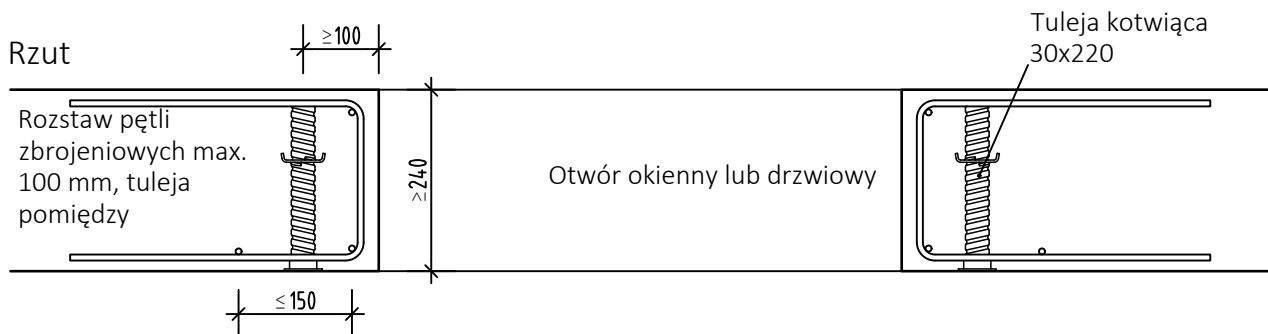 ≥100
Tuleja kotwiąca
30x220
Rzut
Rozstaw pętli
zbrojeniowych max.
100 mm, tuleja
pomiędzy
≥240
Otwór okienny lub drzwiowy
≤150